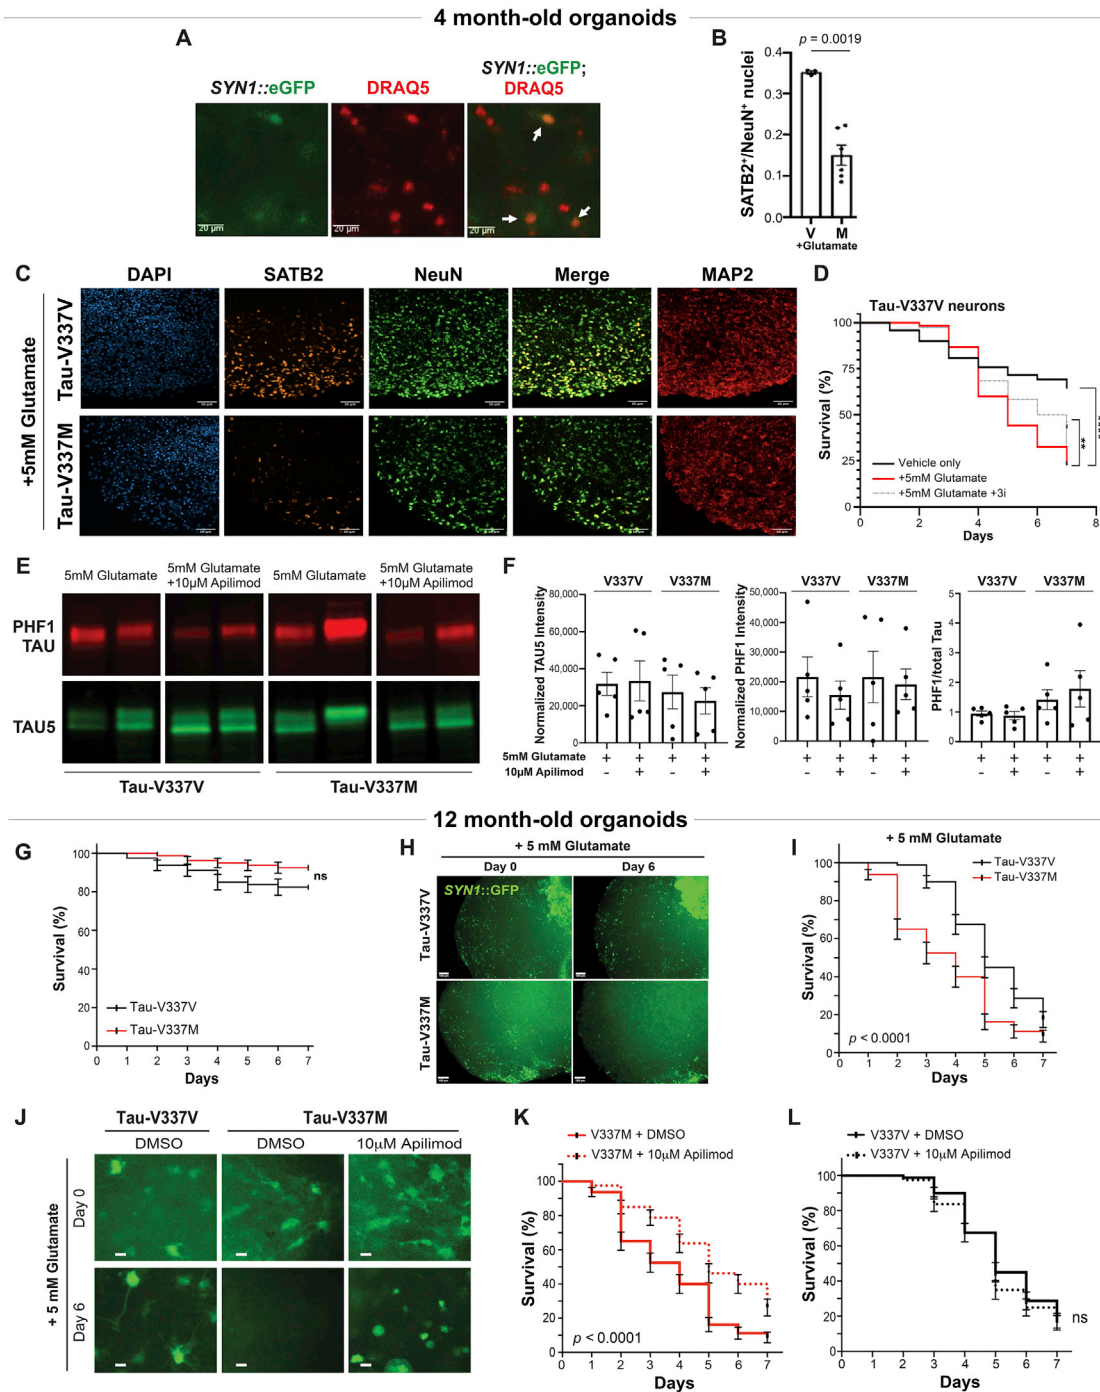 4 month-old organoids
A
SYN1::eGFP
DRAQ5
SYN1::eGFP;
DRAQ5
20 μm
20 μm
20 μm
B
p = 0.0019
SATB2+/NeuN+ nuclei
0.4
0.3
0.2
0.1
0.0
V M
+Glutamate
C
DAPI SATB2 NeuN Merge MAP2
+5mM Glutamate
Tau-V337V
Tau-V337M
D
Tau-V337V neurons
Survival (%)
100
75
50
25
0
0 1 2 3 4 5 6 7 8
Days
Vehicle only
+5mM Glutamate
+5mM Glutamate +3i
**
****
E
5mM Glutamate
5mM Glutamate
+10μM Apilimod
5mM Glutamate
5mM Glutamate
+10μM Apilimod
PHF1
TAU
TAU5
Tau-V337V
Tau-V337M
F
V337V V337M
Normalized TAU5 Intensity
80,000
60,000
40,000
20,000
0
V337V V337M
Normalized PHF1 Intensity
50,000
40,000
30,000
20,000
10,000
0
V337V V337M
PHF1/total Tau
5
4
3
2
1
0
5mM Glutamate + + + + + + + + + + + +
10μM Apilimod - + - + - + - + - + - +
12 month-old organoids
G
Survival (%)
100
80
60
40
20
0
0 1 2 3 4 5 6 7
Days
ns
Tau-V337V
Tau-V337M
H
+ 5 mM Glutamate
Day 0 Day 6
SYN1::GFP
Tau-V337V
Tau-V337M
I
+ 5 mM Glutamate
Tau-V337V
Tau-V337M
Survival (%)
100
80
60
40
20
0
p < 0.0001
0 1 2 3 4 5 6 7
Days
J
Tau-V337V Tau-V337M
DMSO DMSO 10μM Apilimod
+ 5 mM Glutamate
Day 0
Day 6
K
V337M + DMSO
V337M + 10μM Apilimod
Survival (%)
100
80
60
40
20
0
p < 0.0001
0 1 2 3 4 5 6 7
Days
L
V337V + DMSO
V337V + 10μM Apilimod
Survival (%)
100
80
60
40
20
0
ns
0 1 2 3 4 5 6 7
Days